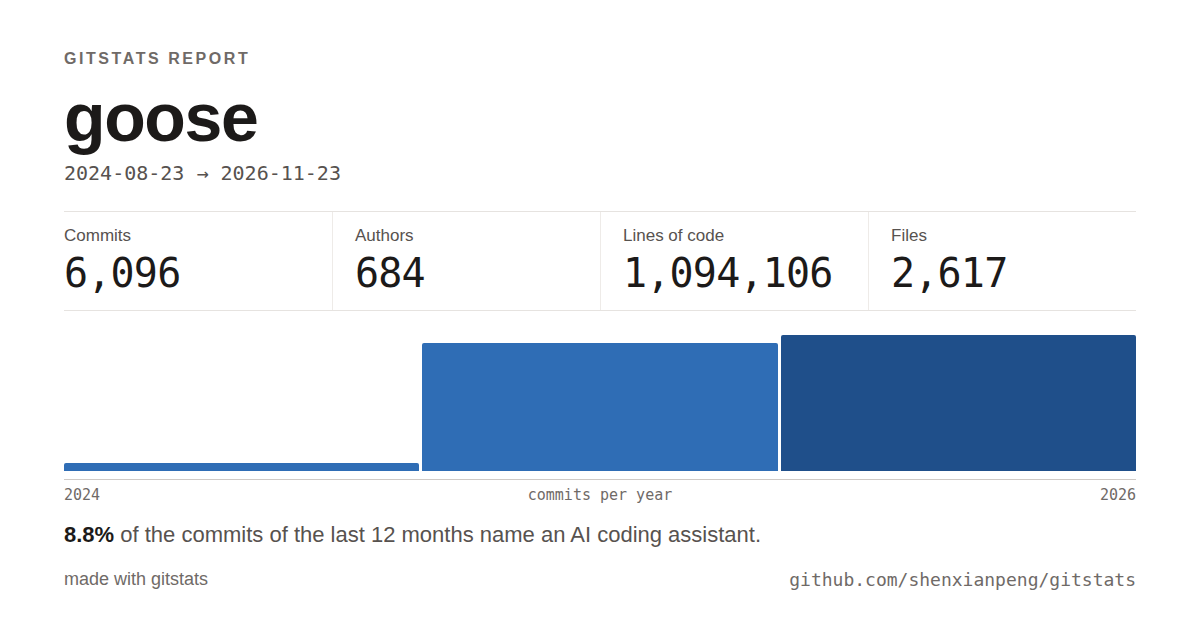 GITSTATS REPORT
goose
2024-08-23 → 2026-11-23
Commits
6,096
Authors
684
Lines of code
1,094,106
Files
2,617
2024
commits per year
2026
8.8% of the commits of the last 12 months name an AI coding assistant.
made with gitstats
github.com/shenxianpeng/gitstats